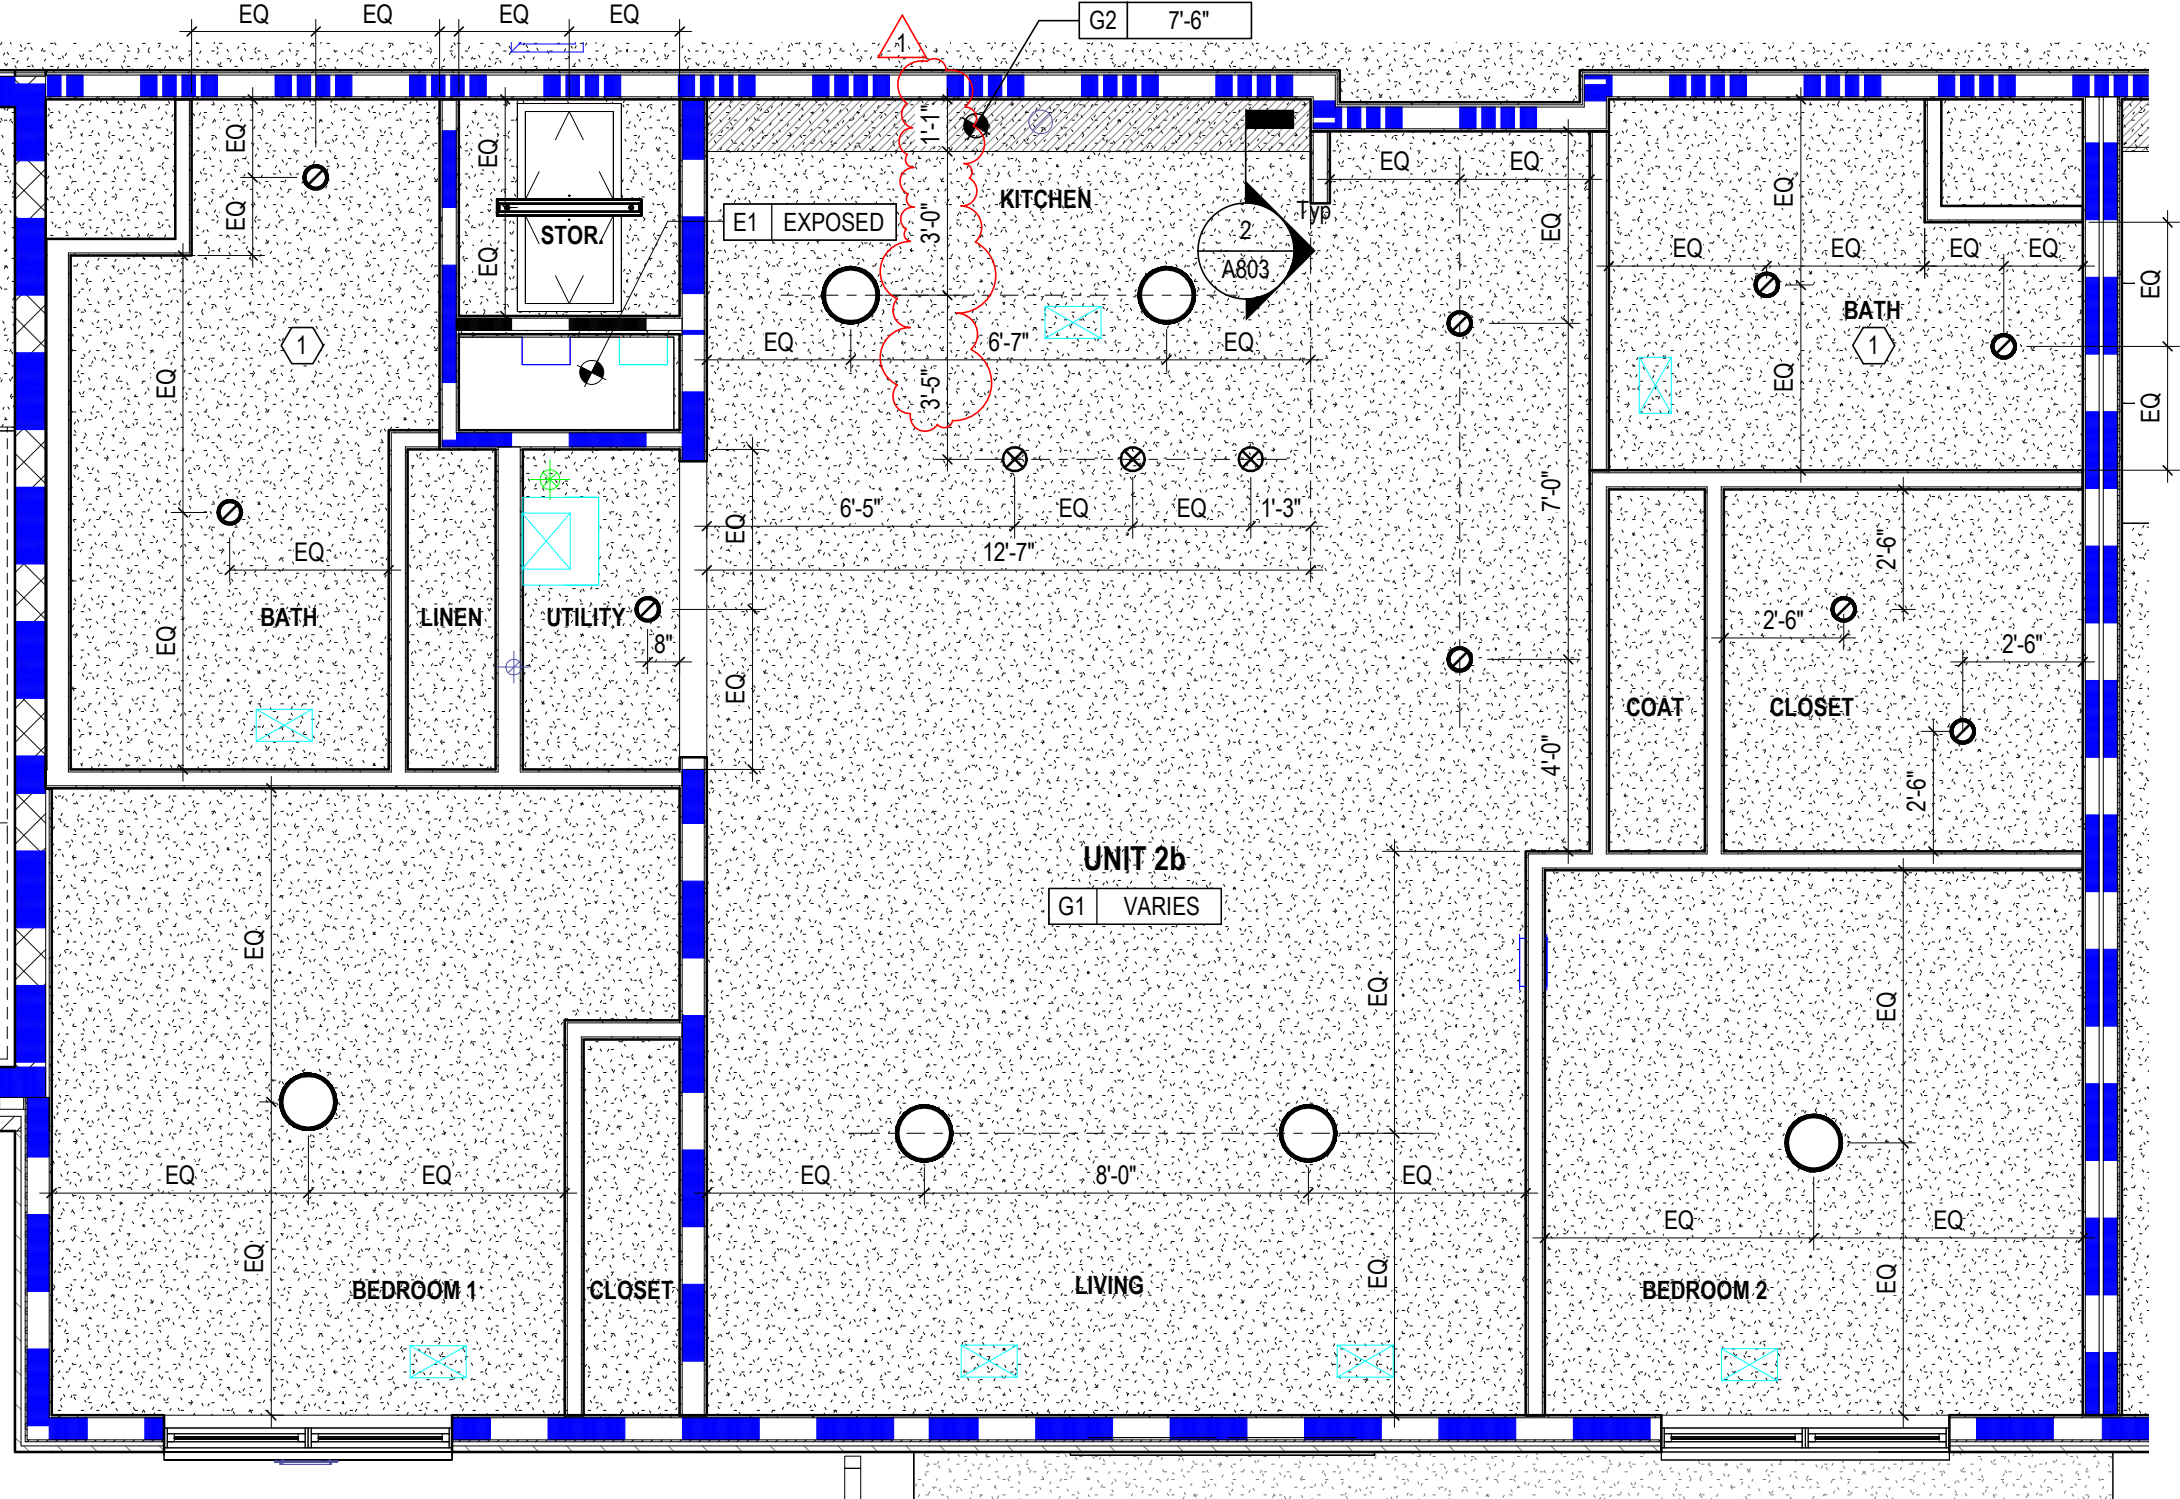 EQ EQ EQ EQ
1
G2 7'-6"
EQ
EQ
EQ
EQ
STOR.
1'-1"
3'-0"
3'-5"
KITCHEN
E1 EXPOSED
2
A803
Typ
EQ EQ
EQ
EQ
EQ
EQ EQ EQ EQ
BATH
1
EQ
EQ
1
EQ
EQ 6'-7" EQ
EQ
BATH
EQ
LINEN
UTILITY
8"
EQ
EQ
6'-5" EQ EQ 1'-3"
12'-7"
7'-0"
4'-0"
COAT
CLOSET
2'-6"
2'-6"
2'-6"
2'-6"
UNIT 2b
G1 VARIES
EQ
EQ
EQ
EQ EQ
EQ
BEDROOM 1
CLOSET
EQ 8'-0" EQ
EQ
LIVING
EQ EQ
EQ
BEDROOM 2